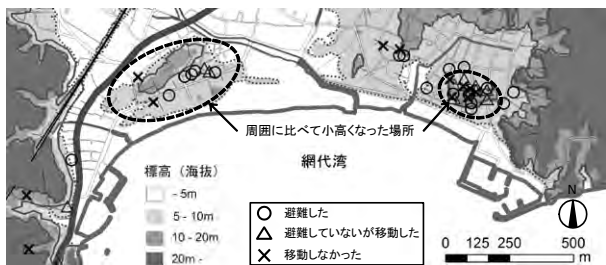 周囲に比べて小高くなった場所
網代湾
標高（海抜）
- 5m
5 - 10m
10 - 20m
20m -
○ 避難した
△ 避難していないが移動した
× 移動しなかった
N
0 125 250 500
m